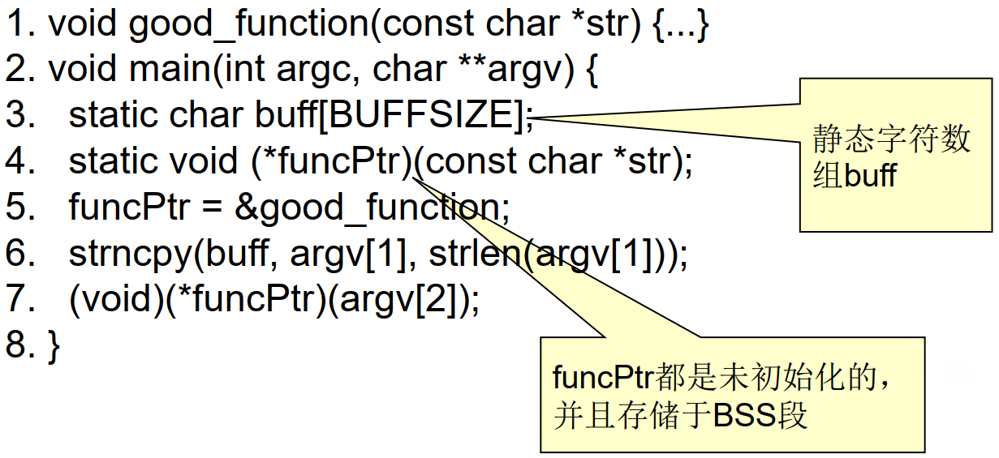 1. void good_function(const char *str) {...}
2. void main(int argc, char **argv) {
3. static char buff[BUFFSIZE];
4. static void (*funcPtr)(const char *str);
5. funcPtr = &good_function;
6. strncpy(buff, argv[1], strlen(argv[1]));
7. (void)(*funcPtr)(argv[2]);
8. }
静态字符数
组buff
funcPtr都是未初始化的，
并且存储于BSS段